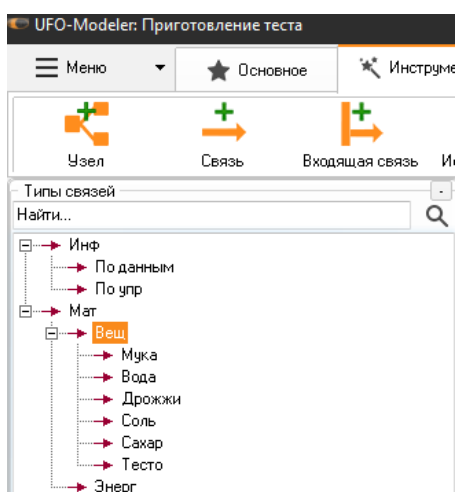 UFO-Modeler: Приготовление теста
Меню
Основное
Инструме
Узел
Связь
Входящая связь
И
Типы связей
Найти...
Инф
По данным
По упр
Мат
Вещ
Мука
Вода
Дрожжи
Соль
Сахар
Тесто
Энерг